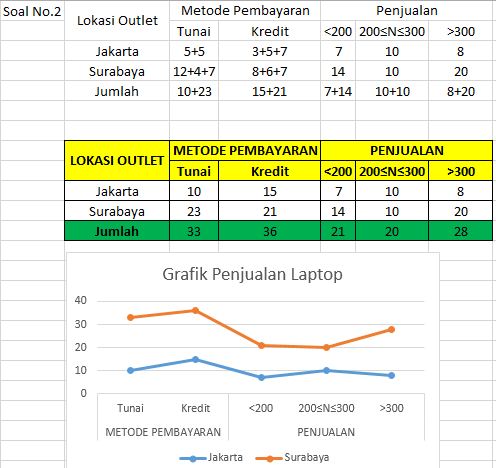 Soal No.2 Lokasi Outlet Metode Pembayaran Penjualan
Tunai Kredit <200 200≤N≤300 >300
Jakarta 5+5 3+5+7 7 10 8
Surabaya 12+4+7 8+6+7 14 10 20
Jumlah 10+23 15+21 7+14 10+10 8+20
LOKASI OUTLET METODE PEMBAYARAN PENJUALAN
Tunai Kredit <200 200≤N≤300 >300
Jakarta 10 15 7 10 8
Surabaya 23 21 14 10 20
Jumlah 33 36 21 20 28
Grafik Penjualan Laptop
40
30
20
10
0
Tunai Kredit <200 200≤N≤300 >300
METODE PEMBAYARAN PENJUALAN
Jakarta Surabaya